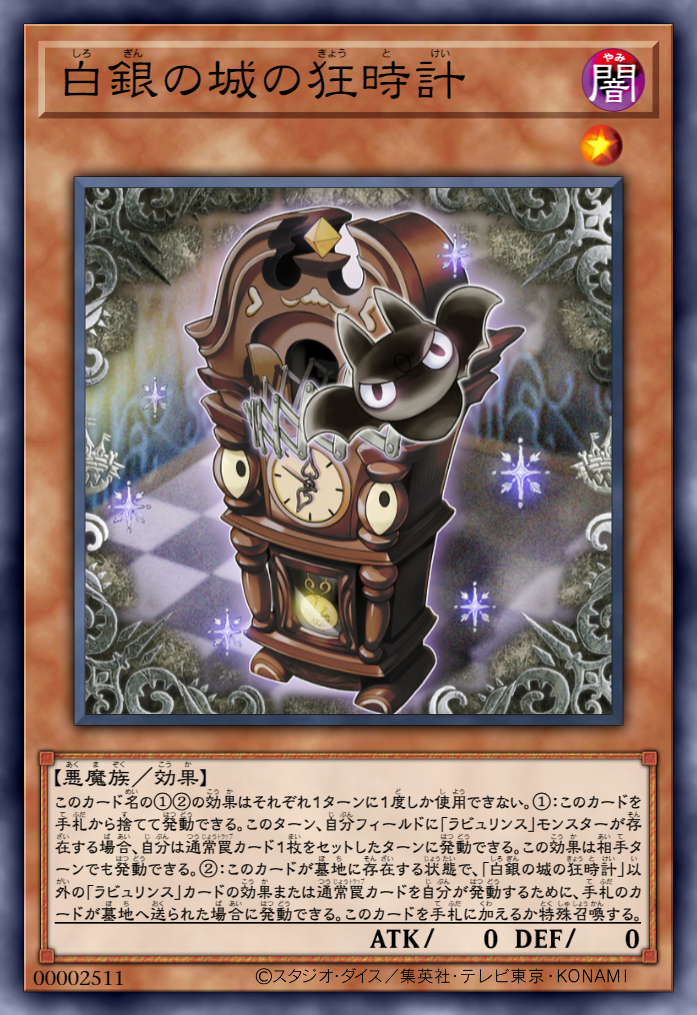 白銀の城の狂時計
闇
【悪魔族／効果】
このカード名の①②の効果はそれぞれ1ターンに1度しか使用できない。①：このカードを
手札から捨てて発動できる。このターン、自分フィールドに「ラビュリンス」モンスターが存
在する場合、自分は通常罠カード1枚をセットしたターンに発動できる。この効果は相手タ
ーンでも発動できる。②：このカードが墓地に存在する状態で、「白銀の城の狂時計」以
外の「ラビュリンス」カードの効果または通常罠カードを自分が発動するために、手札のカ
ードが墓地へ送られた場合に発動できる。このカードを手札に加えるか特殊召喚する。
ATK/ 0 DEF/ 0
00002511 ©スタジオ・ダイス／集英社・テレビ東京・KONAMI